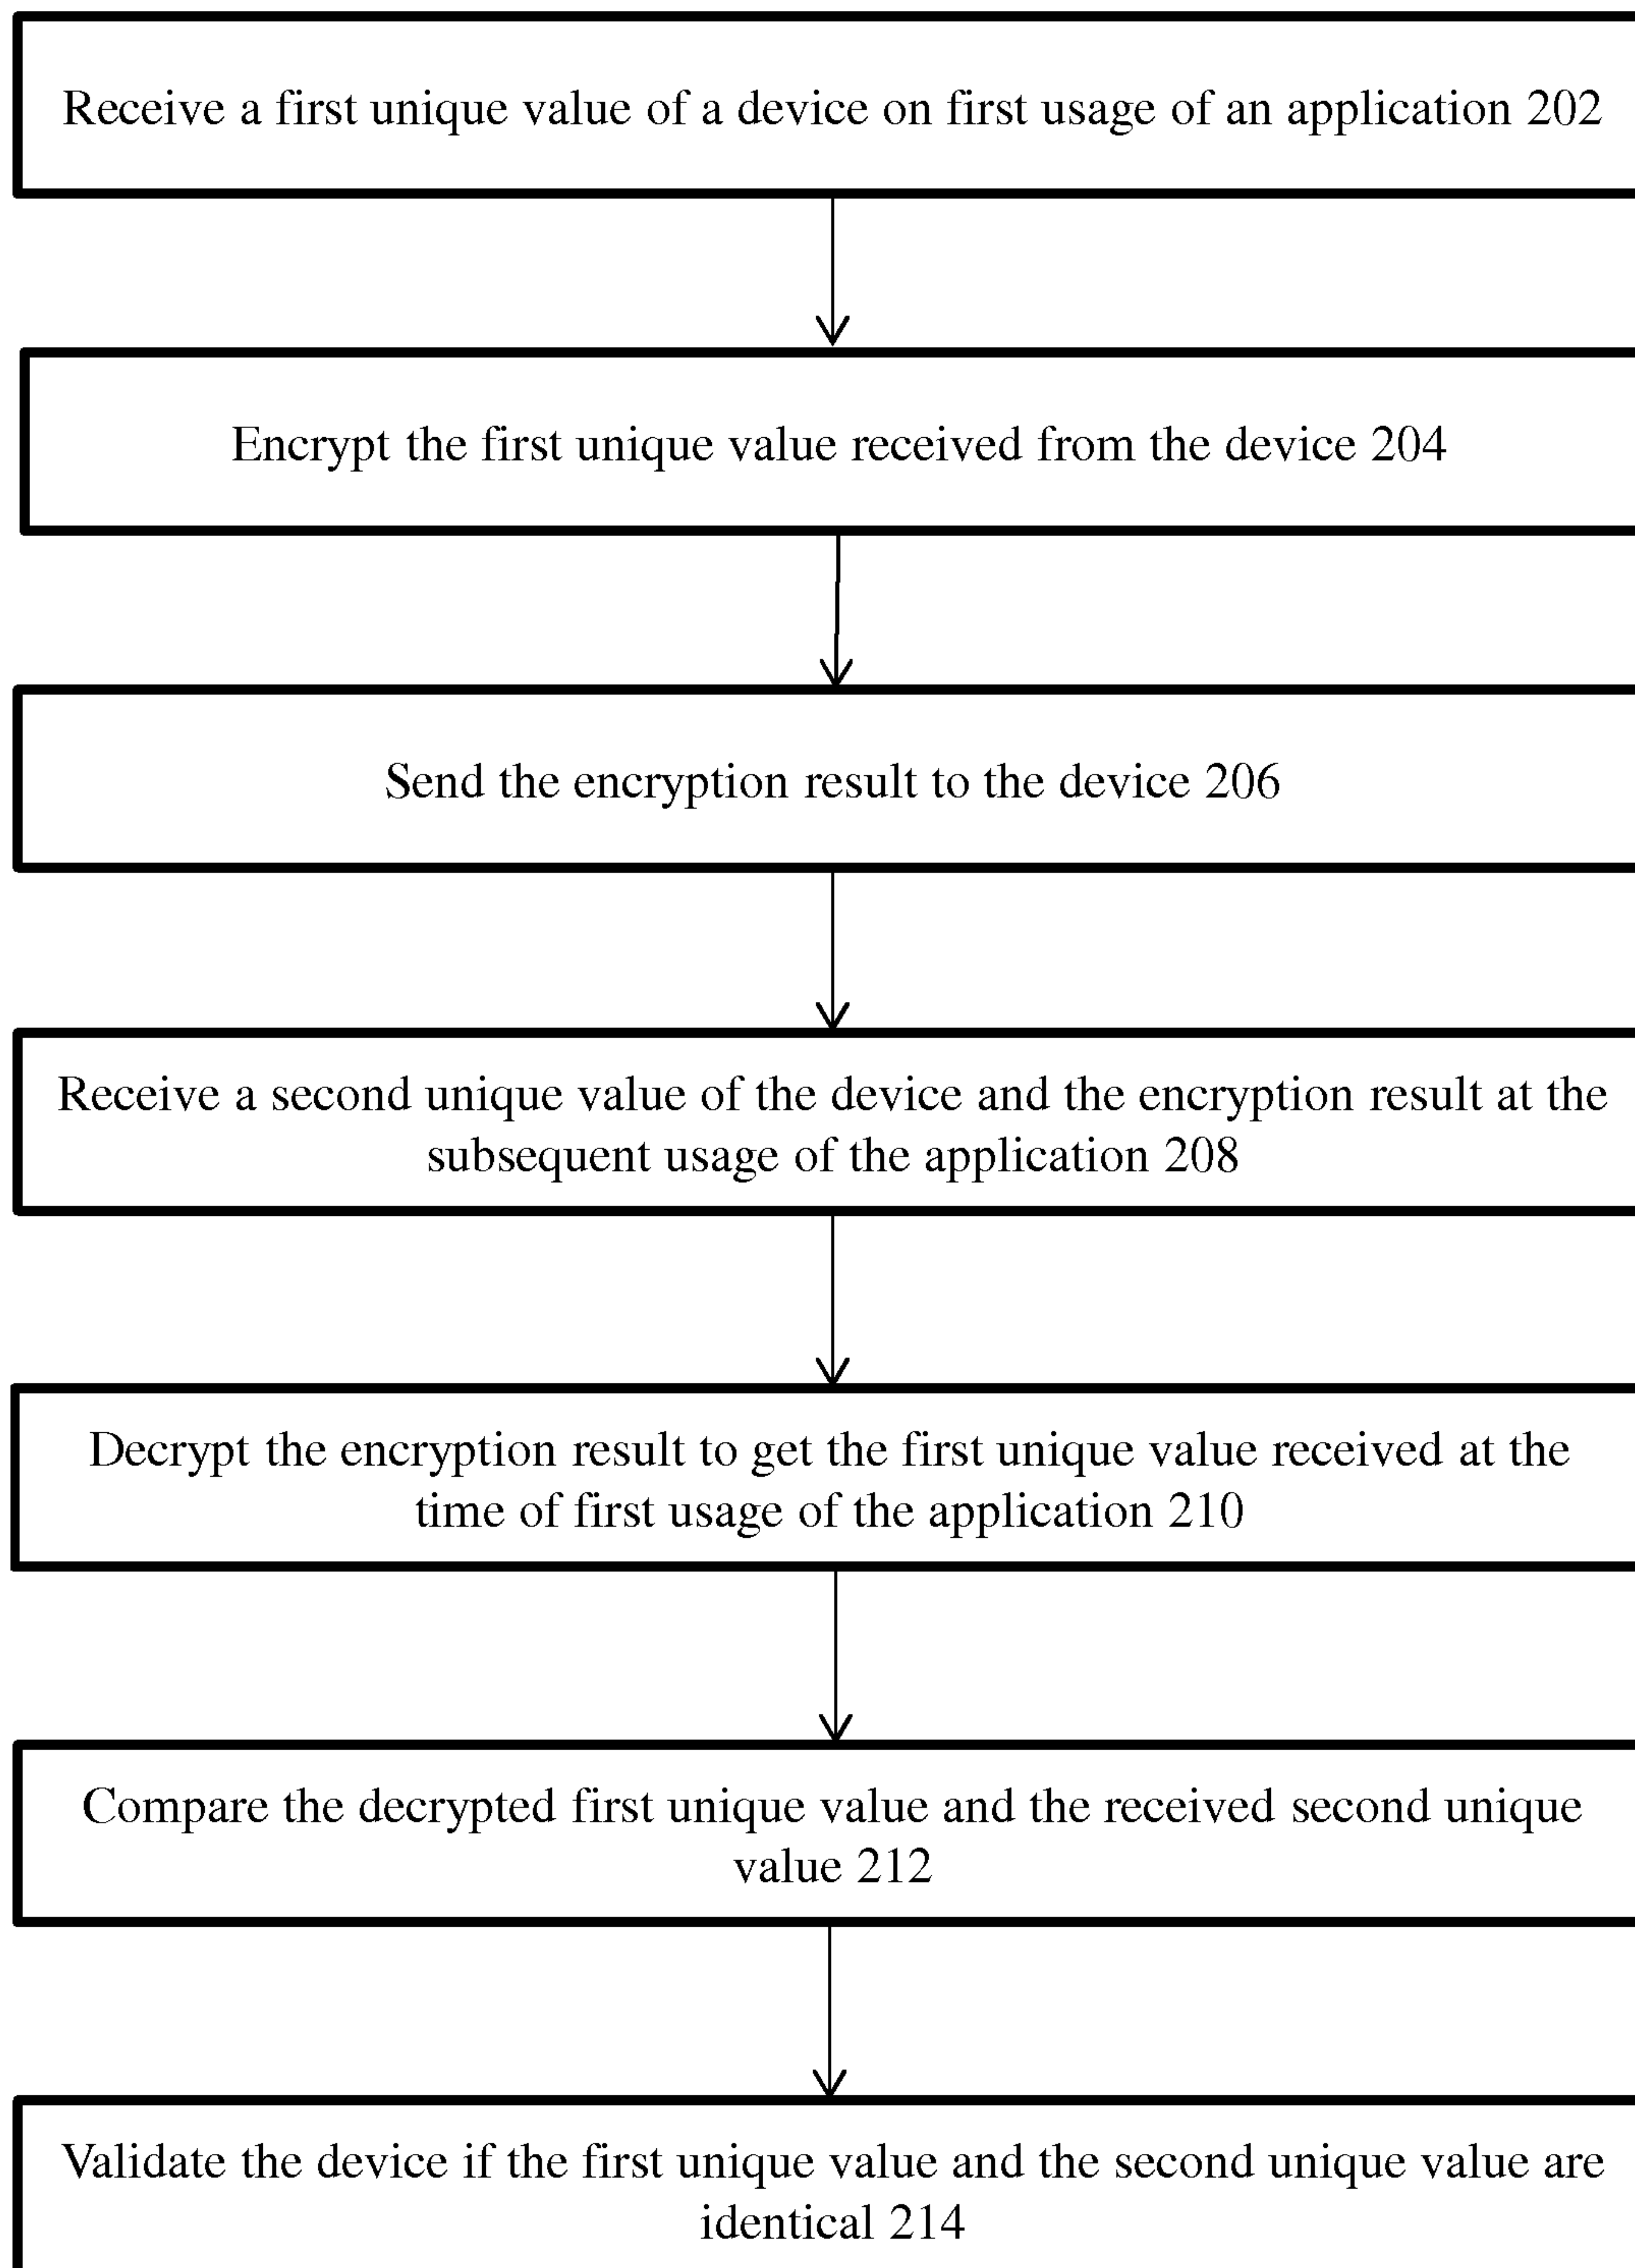 Receive a first unique value of a device on first usage of an application 202
Encrypt the first unique value received from the device 204
Send the encryption result to the device 206
Receive a second unique value of the device and the encryption result at the
subsequent usage of the application 208
Decrypt the encryption result to get the first unique value received at the
time of first usage of the application 210
Compare the decrypted first unique value and the received second unique
value 212
Validate the device if the first unique value and the second unique value are
identical 214